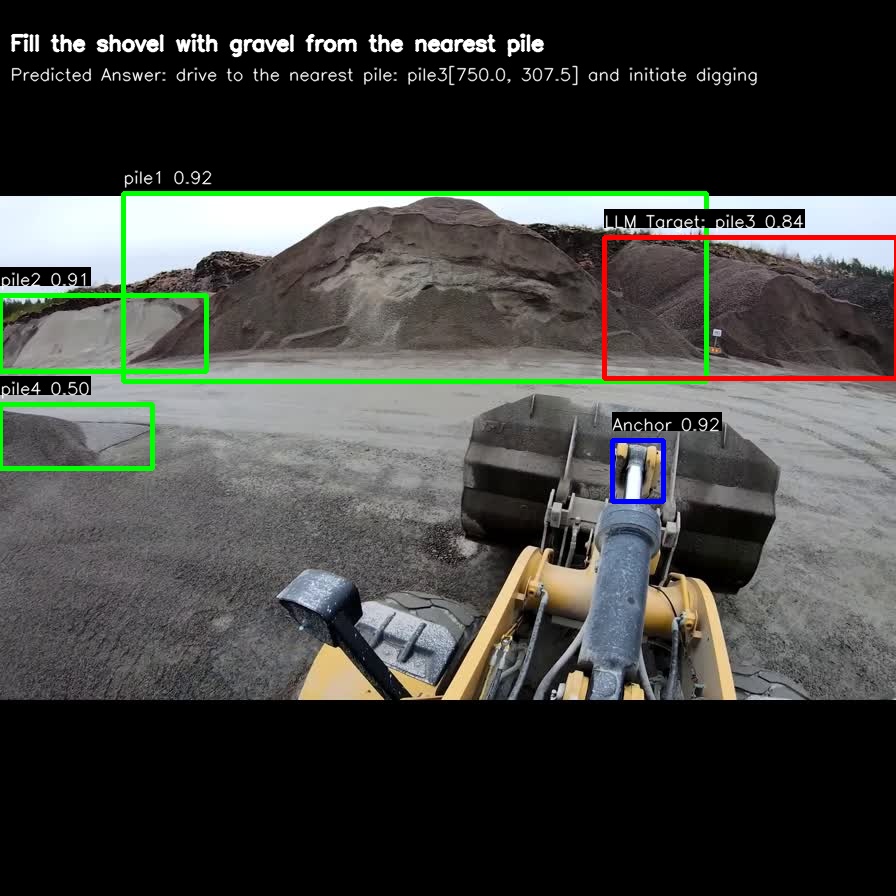 Fill the shovel with gravel from the nearest pile
Predicted Answer: drive to the nearest pile: pile3[750.0, 307.5] and initiate digging
pile1 0.92
LLM Target: pile3 0.84
pile2 0.91
pile4 0.50
Anchor 0.92